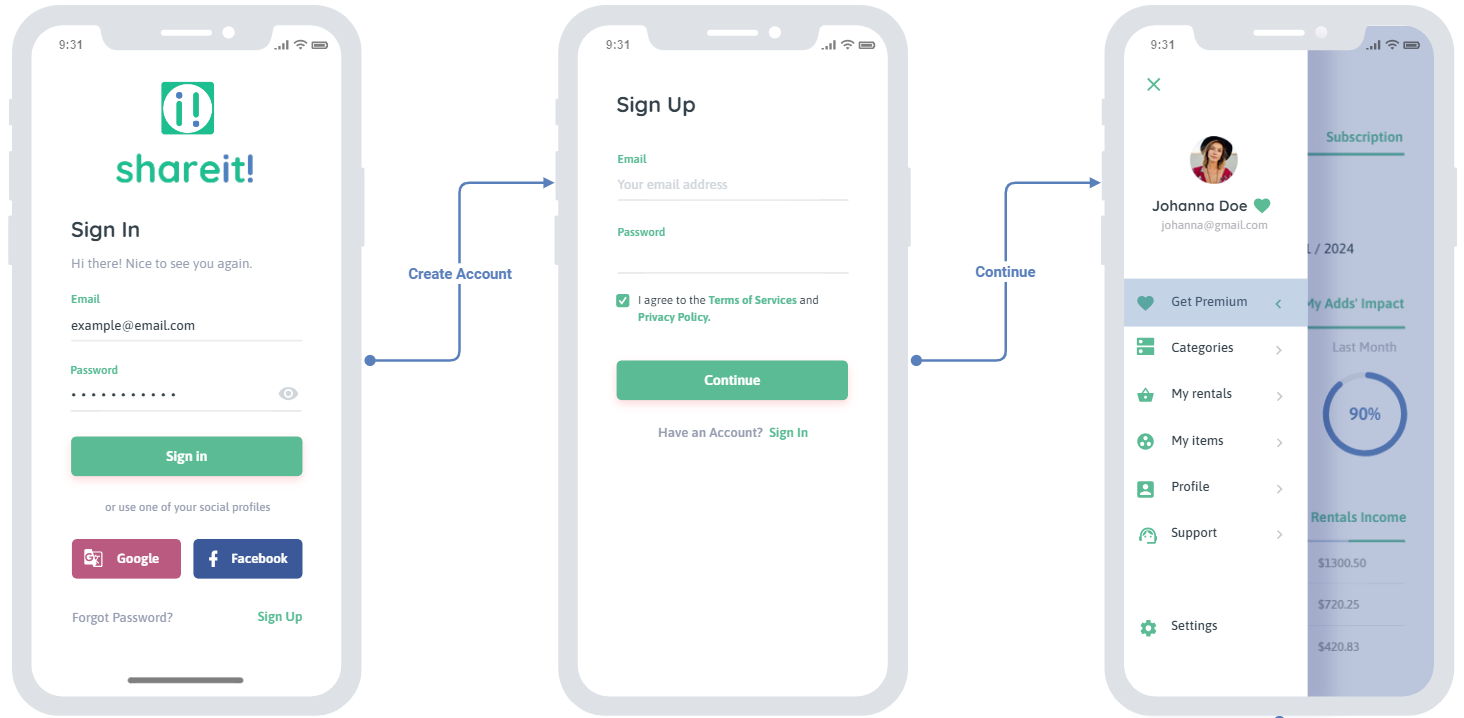 9:31
shareit!
Sign In
Hi there! Nice to see you again.
Email
example@email.com
Password
Sign in
or use one of your social profiles
Google
Facebook
Forgot Password?
Sign Up
Create Account
9:31
Sign Up
Email
Your email address
Password
I agree to the Terms of Services and
Privacy Policy.
Continue
Have an Account? Sign In
Continue
9:31
Johanna Doe
johanna@gmail.com
Get Premium
Categories
My rentals
My items
Profile
Support
Settings
Subscription
/ 2024
My Adds' Impact
Last Month
90%
Rentals Income
$1300.50
$720.25
$420.83